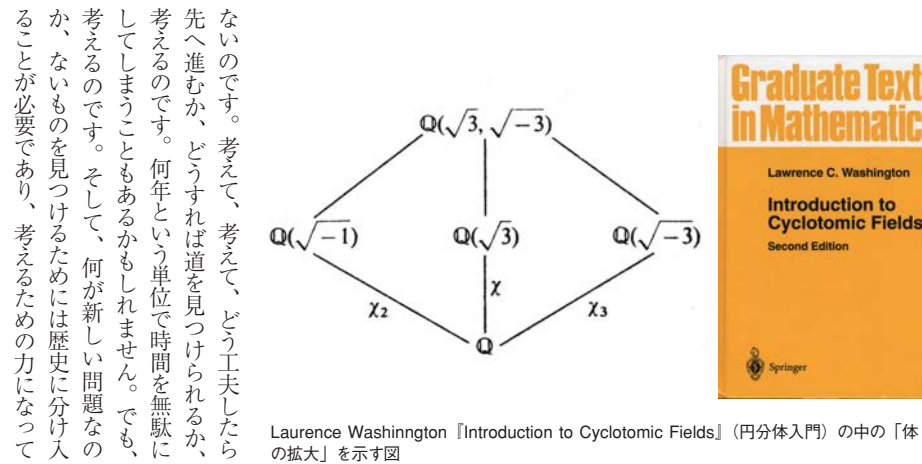 ないのです。考えて、考えて、どう工夫したら
先へ進むか、どうすれば道を見つけられるか、
考えるのです。何年という単位で時間を無駄に
してしまうこともあるかもしれません。でも、
考えるのです。そして、何が新しい問題なの
か、ないものを見つけるためには歴史に分け入
ることが必要であり、考えるための力になって
ℚ(√3, √−3)
ℚ(√−1)
ℚ(√3)
ℚ(√−3)
χ₂
χ
χ₃
ℚ
Graduate Text
in Mathematic
Lawrence C. Washington
Introduction to
Cyclotomic Fields
Second Edition
Springer
Laurence Washinngton『Introduction to Cyclotomic Fields』（円分体入門）の中の「体
の拡大」を示す図